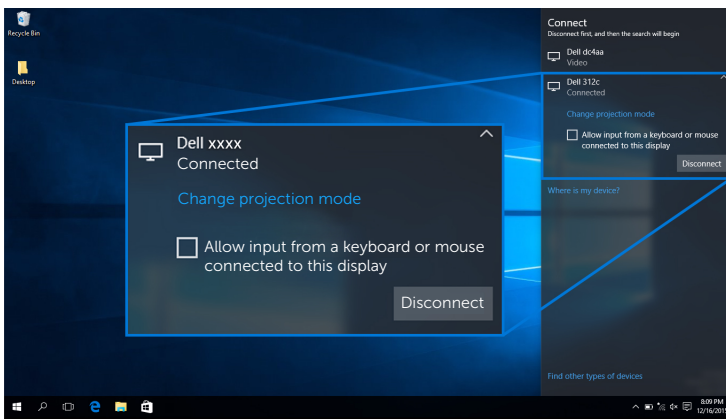 Recycle Bin
Desktop
Connect
Disconnect first, and then the search will begin
Dell dc4aa
Video
Dell 312c
Connected
Change projection mode
Allow input from a keyboard or mouse
connected to this display
Disconnect
Where is my device?
Find other types of devices
Dell xxxx
Connected
Change projection mode
Allow input from a keyboard or mouse
connected to this display
Disconnect
8:09 PM